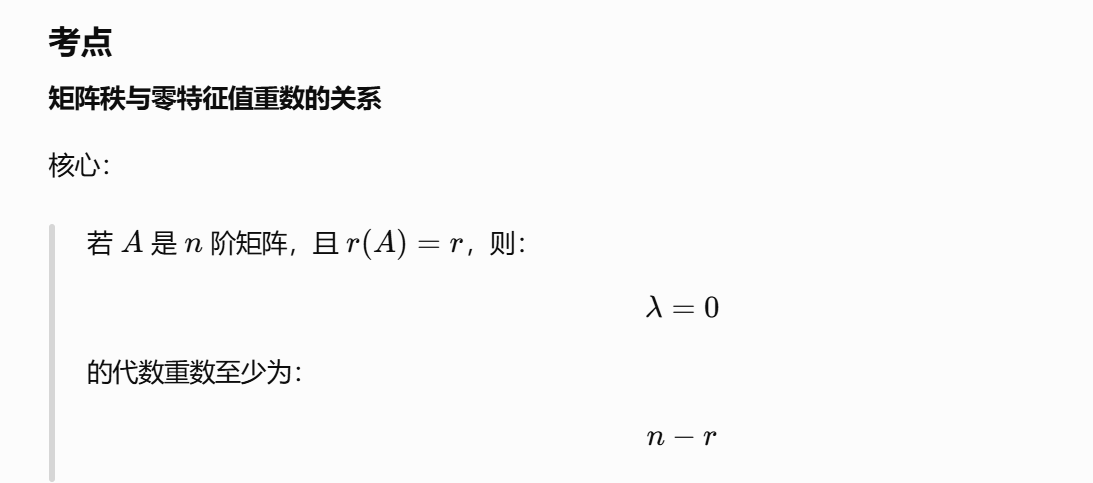 考点
矩阵秩与零特征值重数的关系
核心：
若 A 是 n 阶矩阵，且 r(A) = r，则：
λ = 0
的代数重数至少为：
n − r